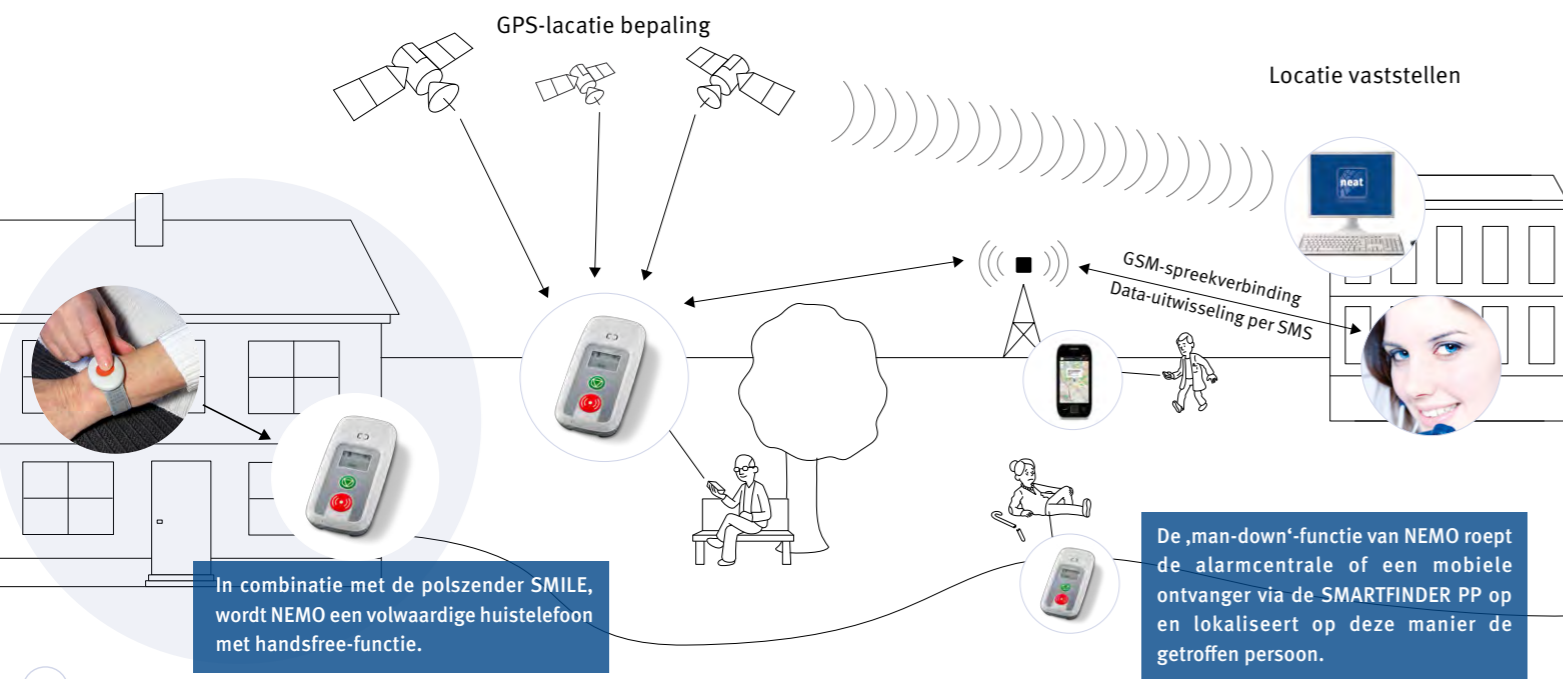 GPS-lacatie bepaling
Locatie vaststellen
neat
GSM-spreekverbinding
Data-uitwisseling per SMS
In combinatie met de polszender SMILE,
wordt NEMO een volwaardige huistelefoon
met handsfree-functie.
De ‚man-down‘-functie van NEMO roept
de alarmcentrale of een mobiele
ontvanger via de SMARTFINDER PP op
en lokaliseert op deze manier de
getroffen persoon.